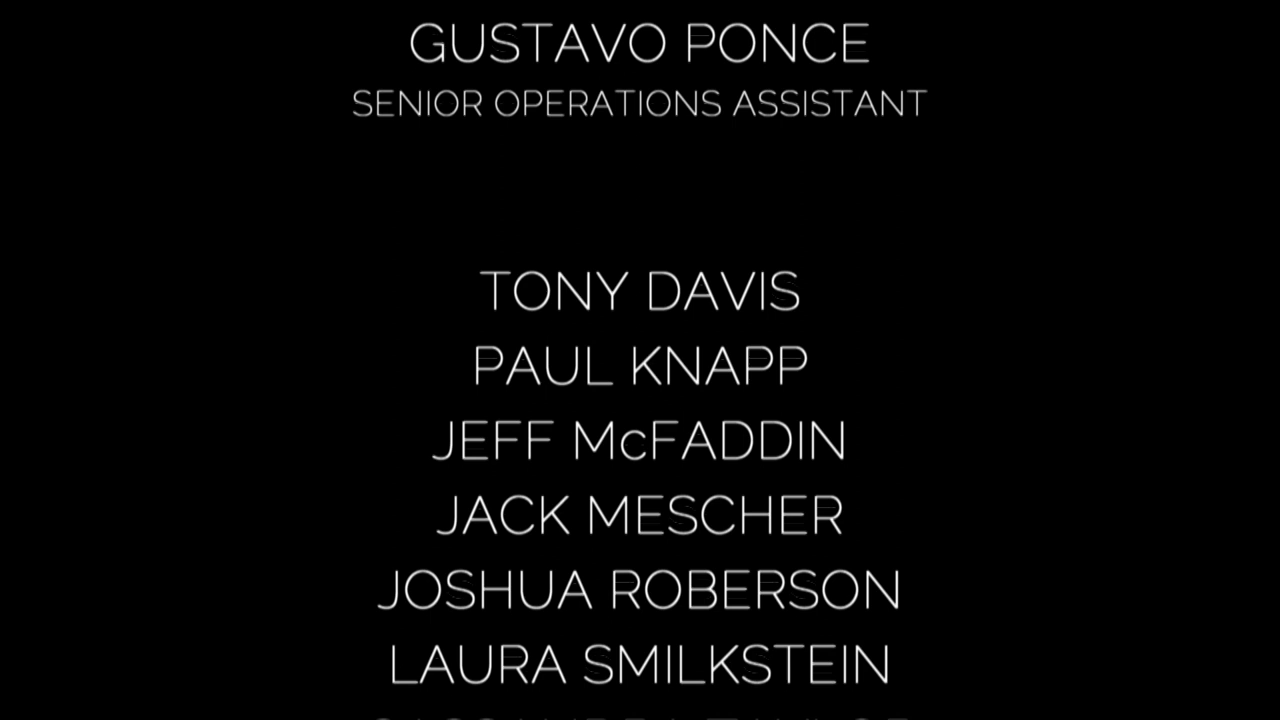 GUSTAVO PONCE
SENIOR OPERATIONS ASSISTANT
TONY DAVIS
PAUL KNAPP
JEFF McFADDIN
JACK MESCHER
JOSHUA ROBERSON
LAURA SMILKSTEIN